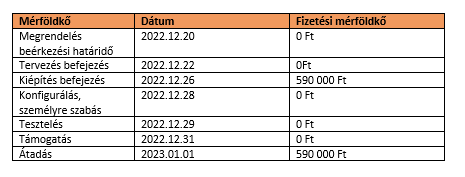 Mérföldkő Dátum Fizetési mérföldkő
Megrendelés 2022.12.20 0 Ft
beérkezési határidő
Tervezés befejezés 2022.12.22 0Ft
Kiépítés befejezés 2022.12.26 590 000 Ft
Konfigurálás, 2022.12.28 0 Ft
személyre szabás
Tesztelés 2022.12.29 0 Ft
Támogatás 2022.12.31 0 Ft
Átadás 2023.01.01 590 000 Ft